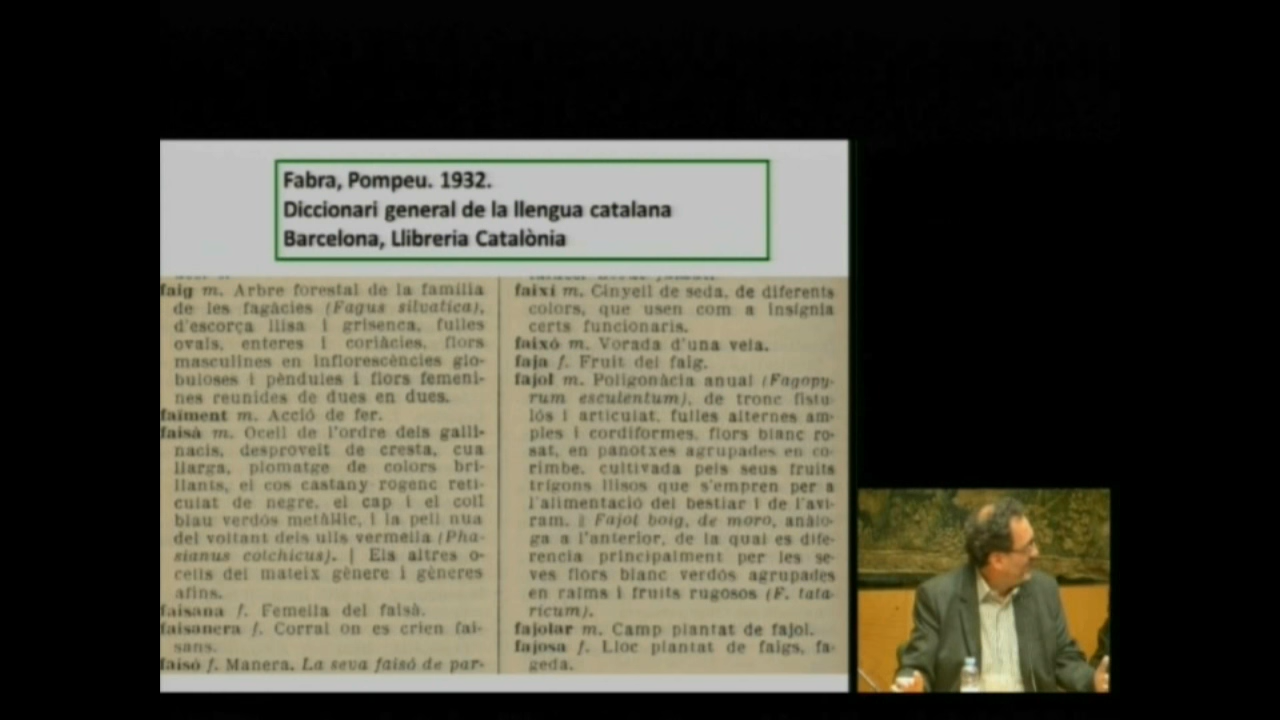 Fabra, Pompeu. 1932.
Diccionari general de la llengua catalana
Barcelona, Llibreria Catalònia
faig m. Arbre forestal de la família
de les fagàcies (Fagus silvatica),
d'escorça llisa i grisenca, fulles
ovals, enteres i coriàcies, flors
masculines en inflorescències glo-
buloses i pèndules i flors femeni-
nes reunides de dues en dues.
faiment m. Acció de fer.
faisà m. Ocell de l'ordre dels galli-
nacis, desproveït de cresta, cua
llarga, plomatge de colors bri-
llants, el cos castany rogenc reti-
culat de negre, el cap i el coll
blau verdós metàllic, i la pell nua
del voltant dels ulls vermella (Pha-
sianus colchicus). | Els altres o-
cells del mateix gènere i gèneres
afins.
faisana f. Femella del faisà.
faisanera f. Corral on es crien fai-
sans.
faisó f. Manera. La seva faisó de par-
faixí m. Cinyell de seda, de diferents
colors, que usen com a insígnia
certs funcionaris.
faixó m. Vorada d'una vela.
faja f. Fruit del faig.
fajol m. Poligonàcia anual (Fagopy-
rum esculentum), de tronc fistu-
lós i articulat, fulles alternes am-
ples i cordiformes, flors blanc ro-
sat, en panotxes agrupades en co-
rimbe, cultivada pels seus fruits
trígons llisos que s'empren per a
l'alimentació del bestiar i de l'avi-
ram. || Fajol boig, de moro, anàlo-
ga a l'anterior, de la qual es dife-
rencia principalment per les se-
ves flors blanc verdós agrupades
en raïms i fruits rugosos (F. tata-
ricum).
fajolar m. Camp plantat de fajol.
fajosa f. Lloc plantat de faigs, fa-
geda.